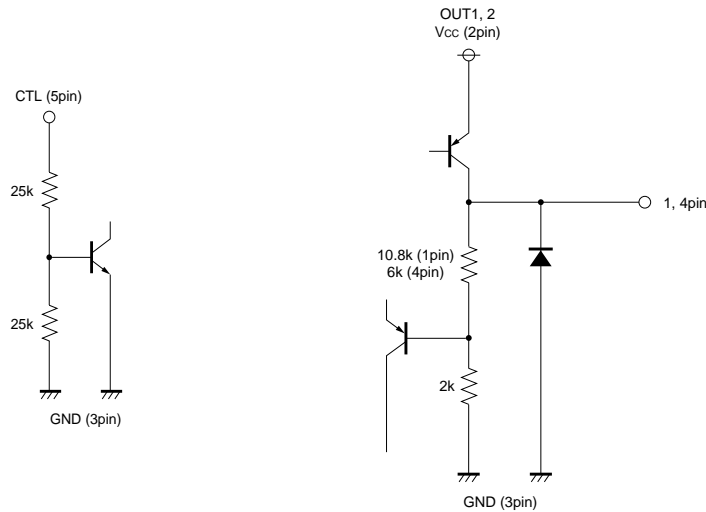 CTL (5pin)
25k
25k
GND (3pin)
OUT1, 2
Vcc (2pin)
1, 4pin
10.8k (1pin)
6k (4pin)
2k
GND (3pin)